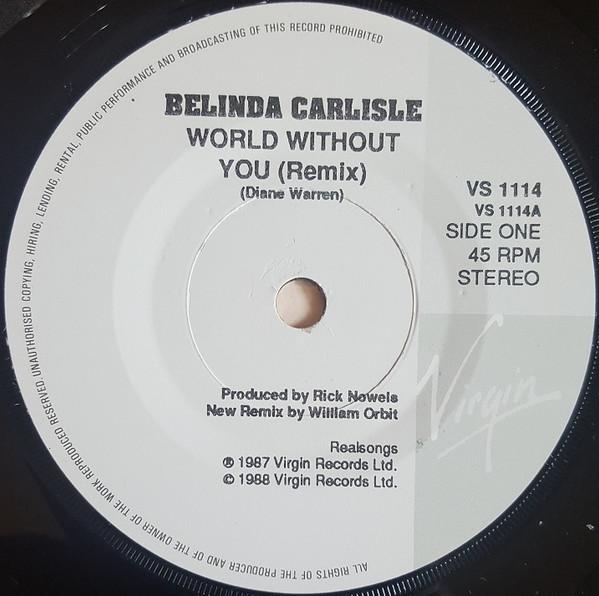 ALL RIGHTS OF THE PRODUCER AND OF THE OWNER OF THE WORK REPRODUCED RESERVED. UNAUTHORISED COPYING, HIRING, LENDING, RENTAL, PUBLIC PERFORMANCE AND BROADCASTING OF THIS RECORD PROHIBITED
BELINDA CARLISLE
WORLD WITHOUT
YOU (Remix)
(Diane Warren)
VS 1114
VS 1114A
SIDE ONE
45 RPM
STEREO
Virgin
Produced by Rick Nowels
New Remix by William Orbit
Realsongs
℗ 1987 Virgin Records Ltd.
© 1988 Virgin Records Ltd.